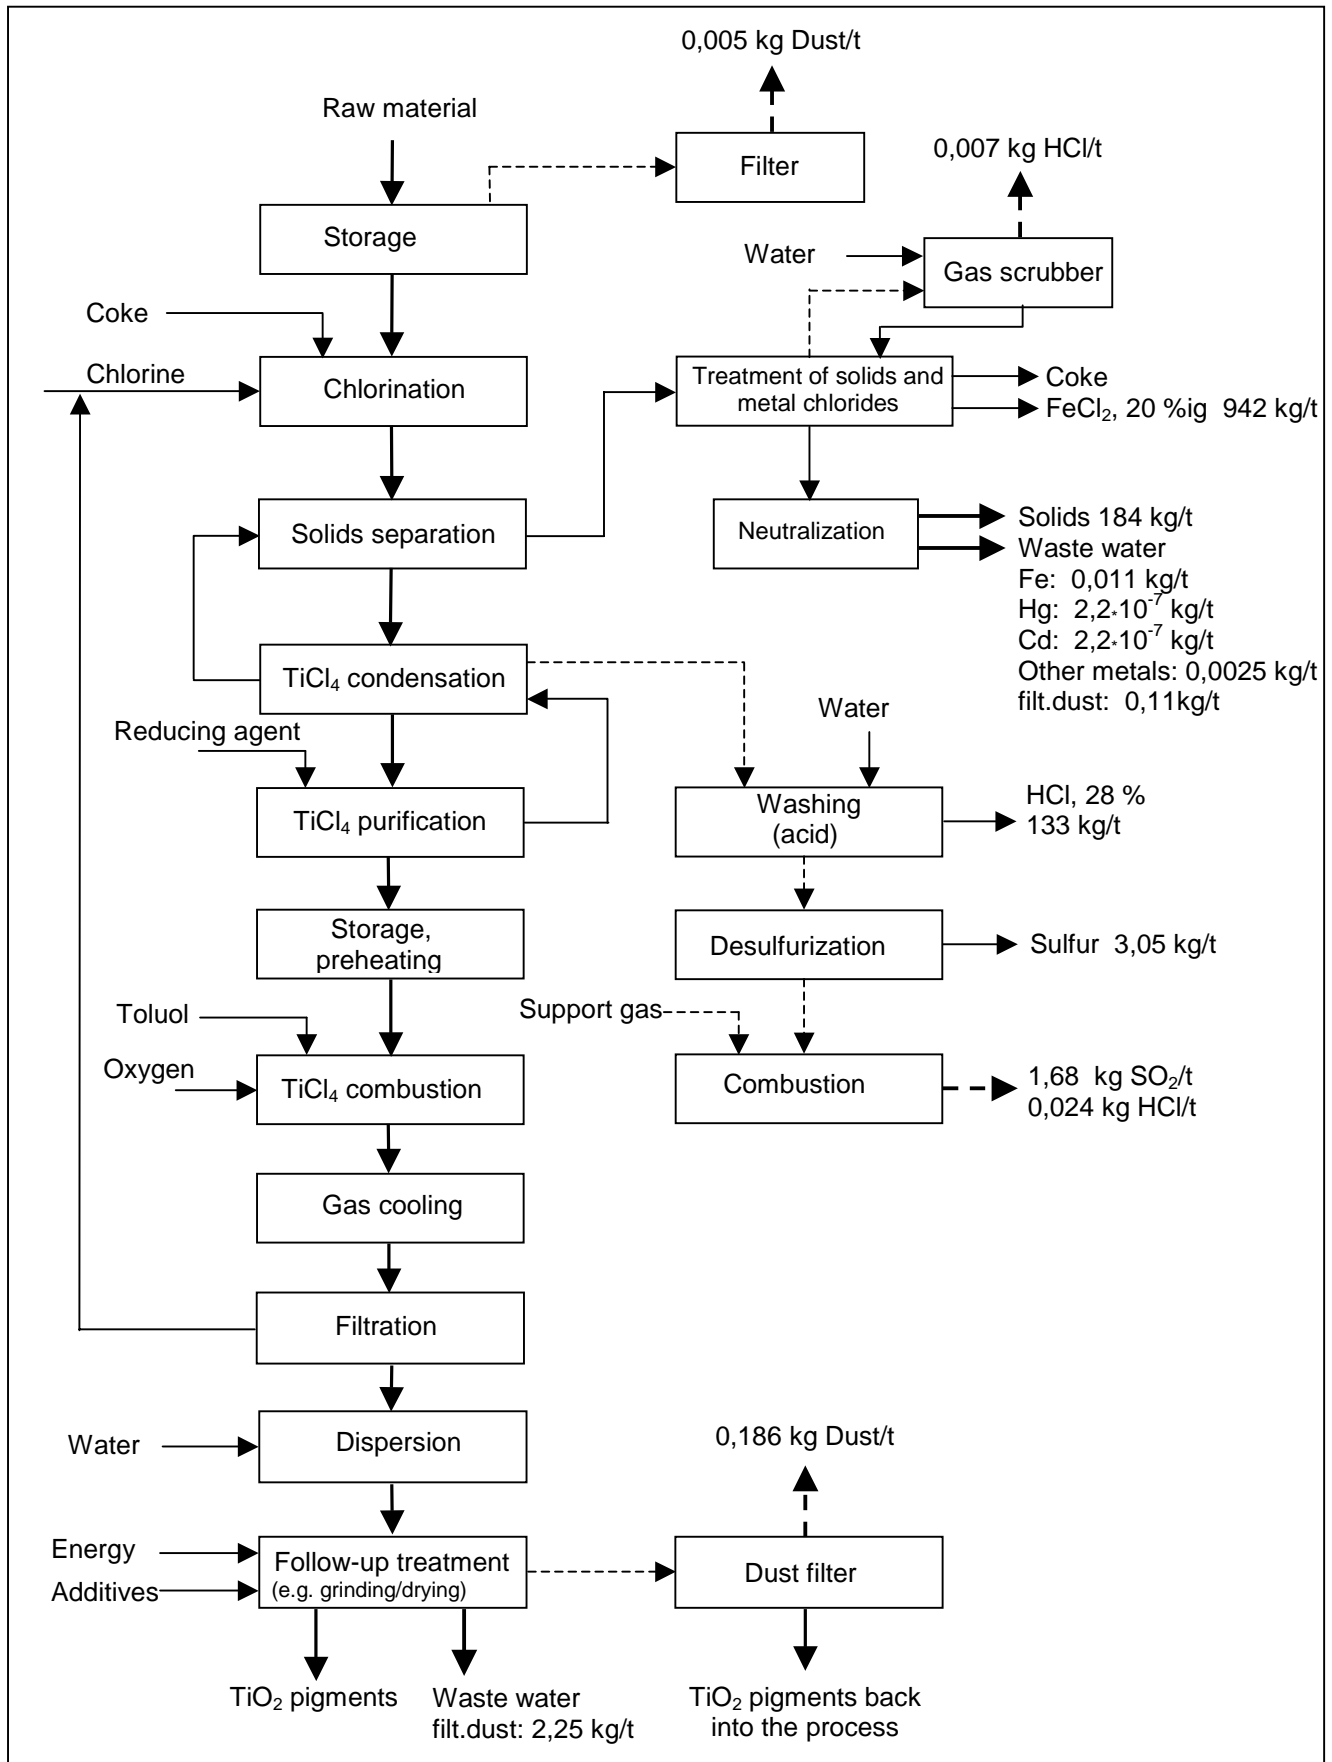 0,005 kg Dust/t
Raw material
Filter
0,007 kg HCl/t
Storage
Water
Gas scrubber
Coke
Chlorine
Chlorination
Treatment of solids and
metal chlorides
Coke
FeCl₂, 20 %ig 942 kg/t
Solids separation
Neutralization
Solids 184 kg/t
Waste water
Fe: 0,011 kg/t
Hg: 2,2*10⁻⁷ kg/t
Cd: 2,2*10⁻⁷ kg/t
Other metals: 0,0025 kg/t
filt.dust: 0,11kg/t
TiCl₄ condensation
Water
Reducing agent
TiCl₄ purification
Washing
(acid)
HCl, 28 %
133 kg/t
Storage,
preheating
Desulfurization
Sulfur 3,05 kg/t
Toluol
Support gas
Oxygen
TiCl₄ combustion
Combustion
1,68 kg SO₂/t
0,024 kg HCl/t
Gas cooling
Filtration
Water
Dispersion
0,186 kg Dust/t
Energy
Additives
Follow-up treatment
(e.g. grinding/drying)
Dust filter
TiO₂ pigments
Waste water
filt.dust: 2,25 kg/t
TiO₂ pigments back
into the process